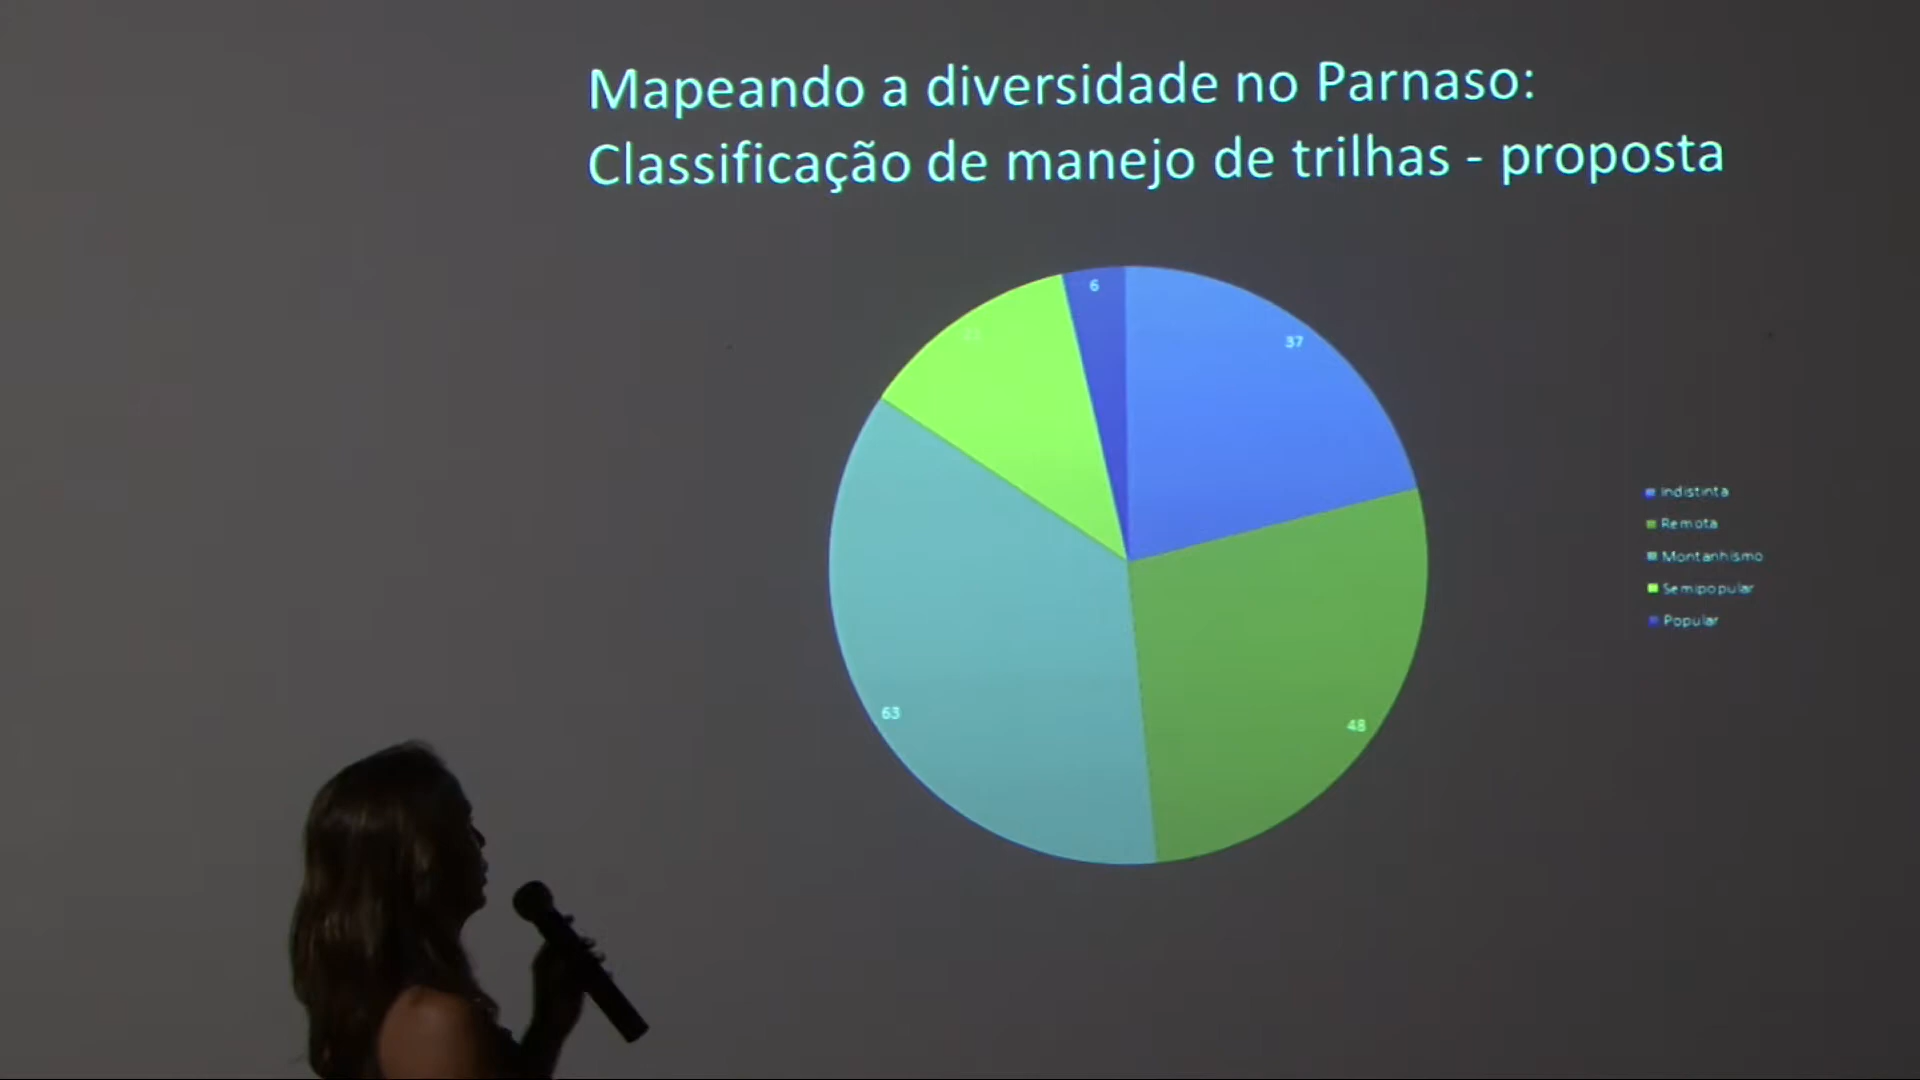 Mapeando a diversidade no Parnaso:
Classificação de manejo de trilhas - proposta
6
37
63
48
Indistinta
Remota
Montanhismo
Semipopular
Popular